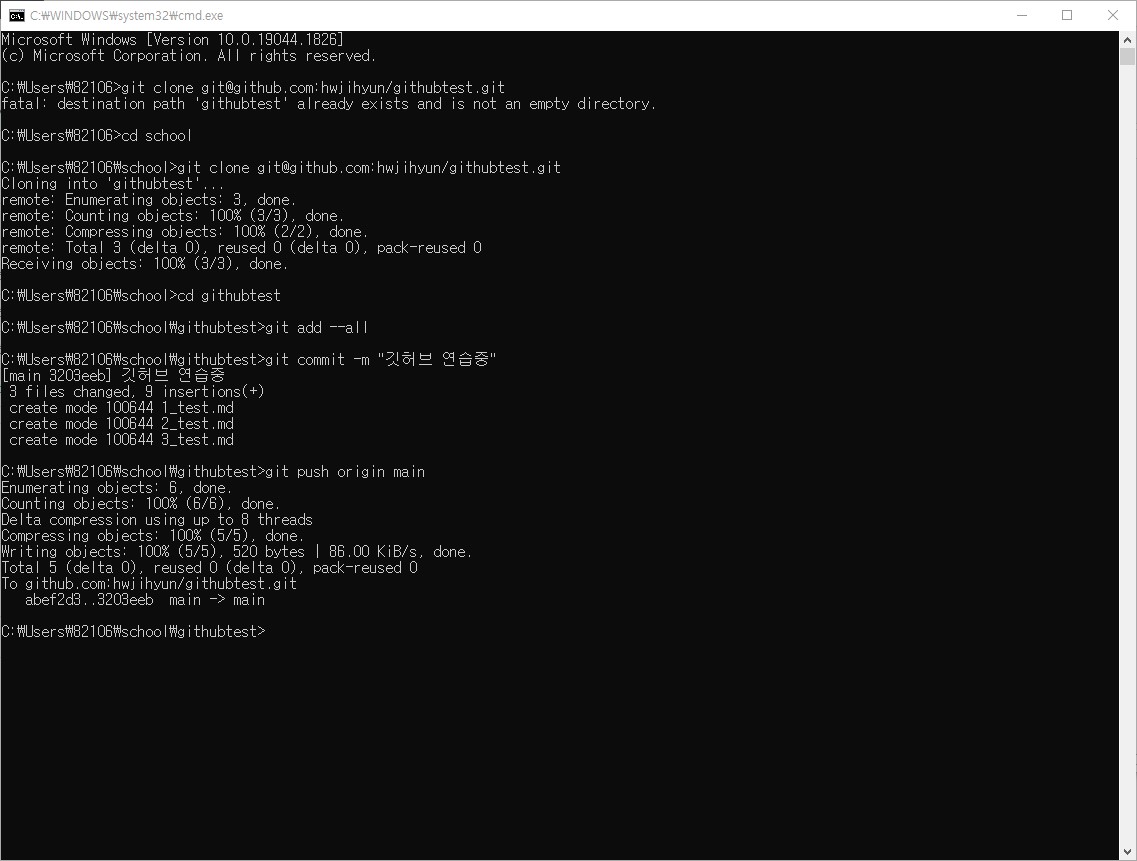 C:₩WINDOWS₩system32₩cmd.exe
Microsoft Windows [Version 10.0.19044.1826]
(c) Microsoft Corporation. All rights reserved.
C:₩Users₩82106>git clone git@github.com:hwjihyun/githubtest.git
fatal: destination path 'githubtest' already exists and is not an empty directory.
C:₩Users₩82106>cd school
C:₩Users₩82106₩school>git clone git@github.com:hwjihyun/githubtest.git
Cloning into 'githubtest'...
remote: Enumerating objects: 3, done.
remote: Counting objects: 100% (3/3), done.
remote: Compressing objects: 100% (2/2), done.
remote: Total 3 (delta 0), reused 0 (delta 0), pack-reused 0
Receiving objects: 100% (3/3), done.
C:₩Users₩82106₩school>cd githubtest
C:₩Users₩82106₩school₩githubtest>git add --all
C:₩Users₩82106₩school₩githubtest>git commit -m "깃허브 연습중"
[main 3203eeb] 깃허브 연습중
 3 files changed, 9 insertions(+)
 create mode 100644 1_test.md
 create mode 100644 2_test.md
 create mode 100644 3_test.md
C:₩Users₩82106₩school₩githubtest>git push origin main
Enumerating objects: 6, done.
Counting objects: 100% (6/6), done.
Delta compression using up to 8 threads
Compressing objects: 100% (5/5), done.
Writing objects: 100% (5/5), 520 bytes | 86.00 KiB/s, done.
Total 5 (delta 0), reused 0 (delta 0), pack-reused 0
To github.com:hwjihyun/githubtest.git
   abef2d3..3203eeb  main -> main
C:₩Users₩82106₩school₩githubtest>